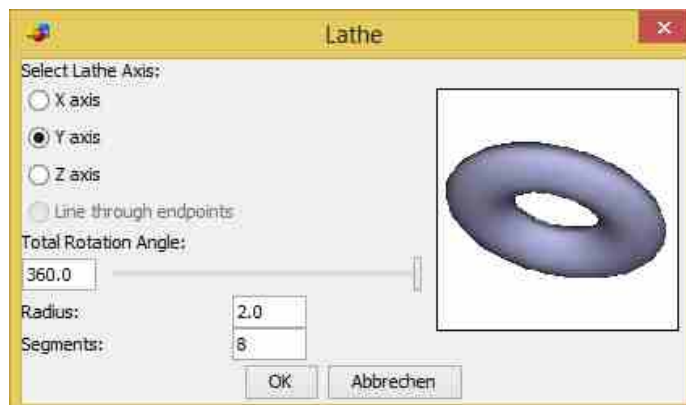 Lathe
Select Lathe Axis:
X axis
Y axis
Z axis
Line through endpoints
Total Rotation Angle:
360.0
Radius: 2.0
Segments: 8
OK Abbrechen